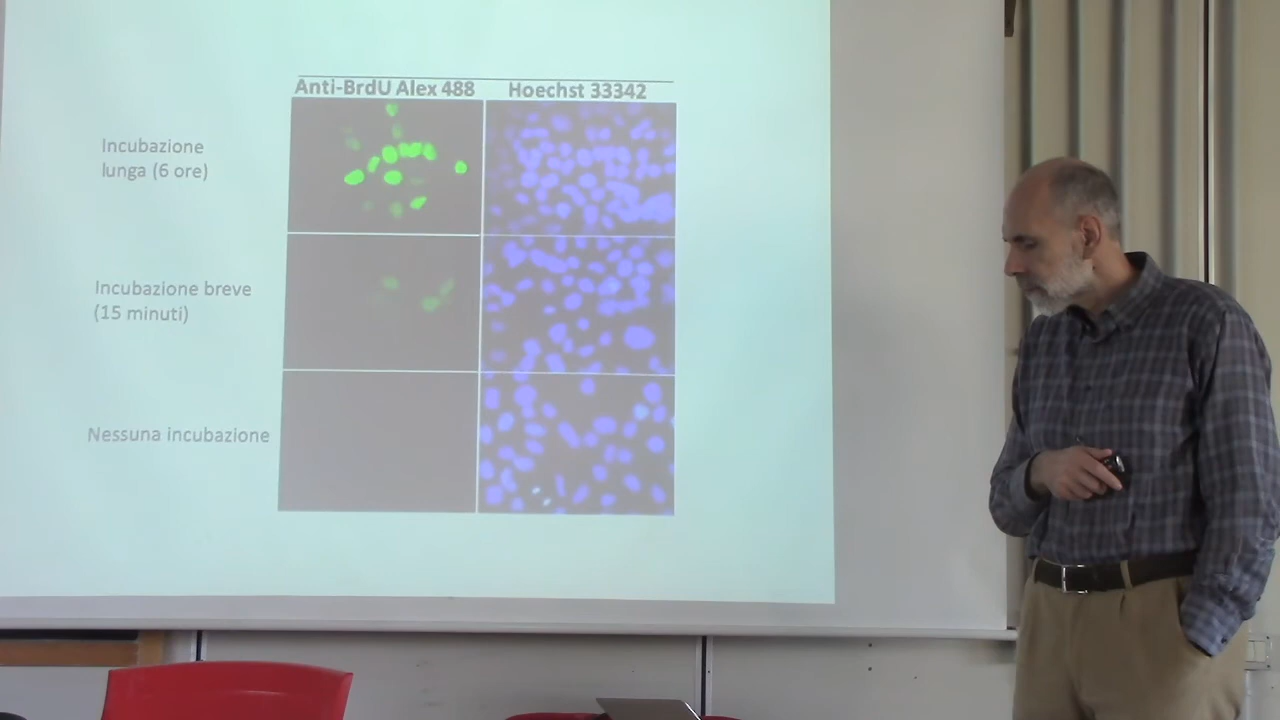 Anti-BrdU Alex 488
Hoechst 33342
Incubazione
lunga (6 ore)
Incubazione breve
(15 minuti)
Nessuna incubazione